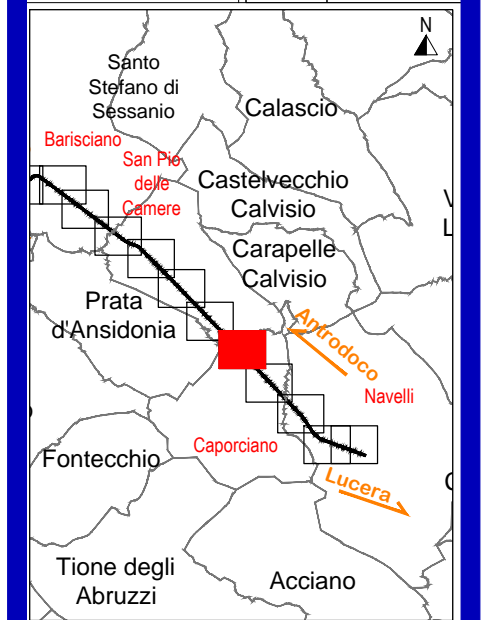 N
Santo
Stefano di
Sessanio
Calascio
Barisciano
San Pio
delle
Camere
Castelvecchio
Calvisio
Carapelle
Calvisio
Prata
d'Ansidonia
Antrodoco
Navelli
Caporciano
Fontecchio
Lucera
Tione degli
Abruzzi
Acciano